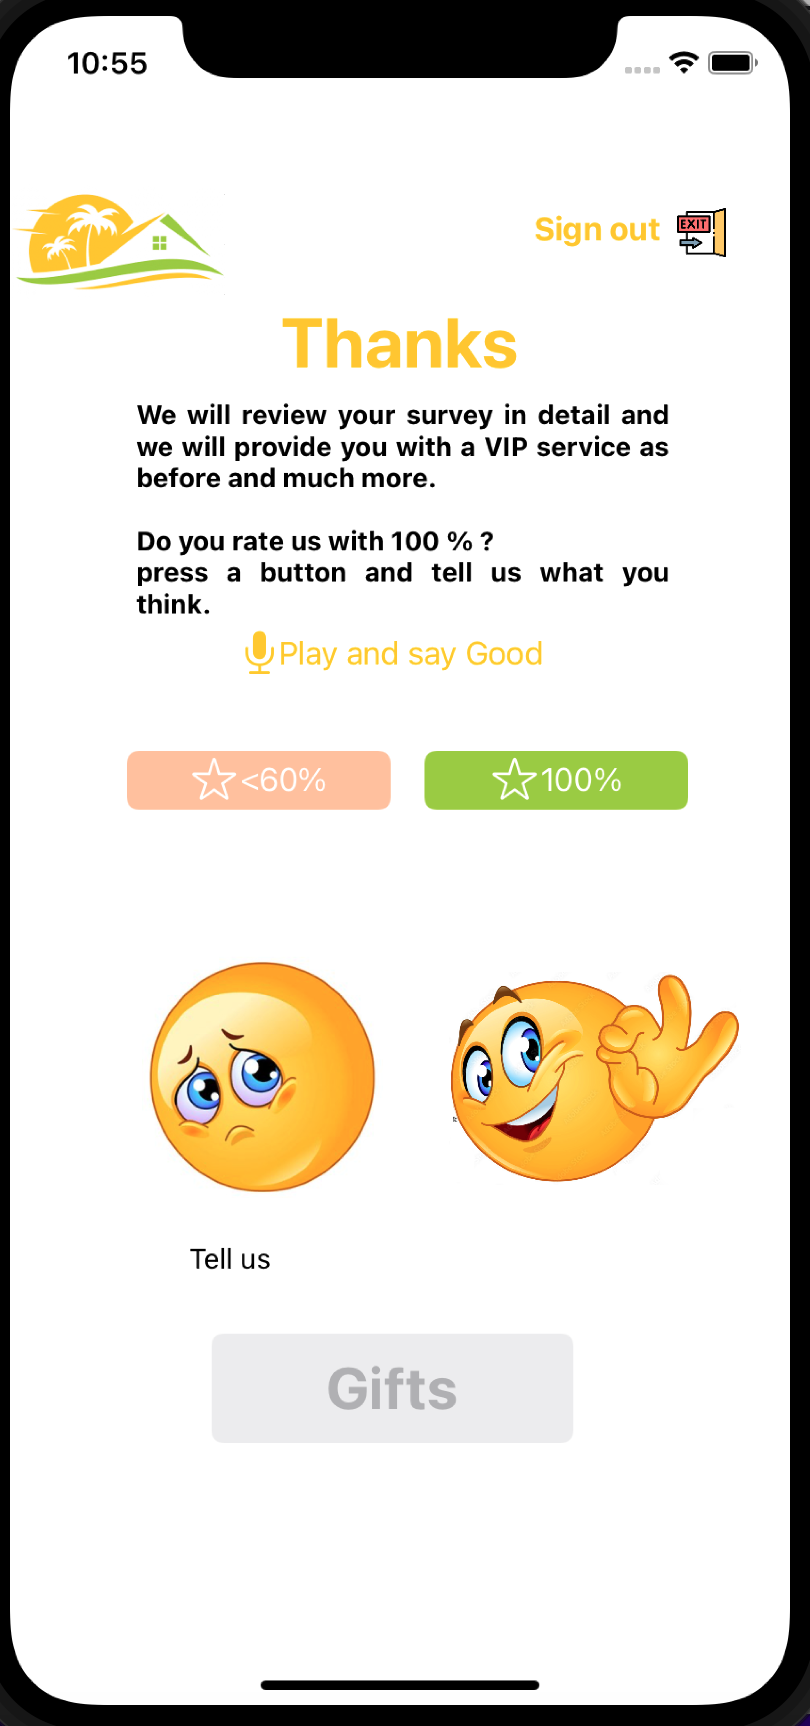 10:55
Sign out
EXIT
Thanks
We will review your survey in detail and
we will provide you with a VIP service as
before and much more.
Do you rate us with 100 % ?
press a button and tell us what you
think.
Play and say Good
<60%
100%
Tell us
Gifts